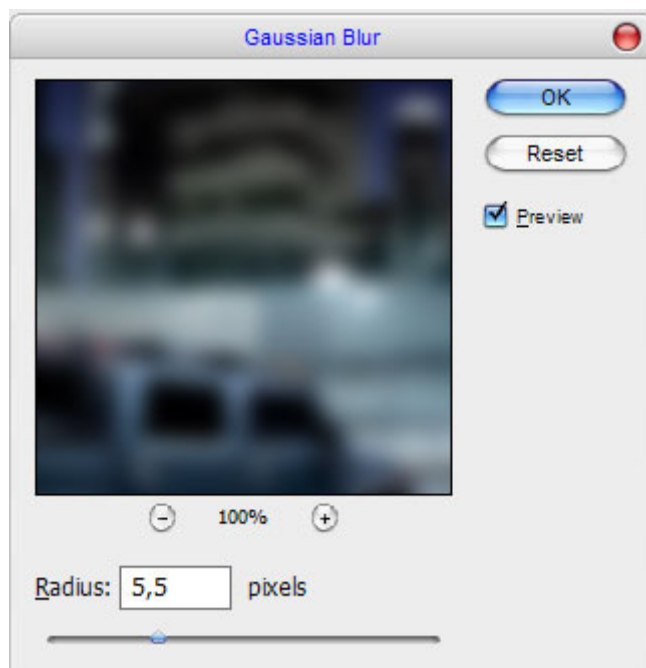 Gaussian Blur
OK
Reset
Preview
100%
Radius: 5,5 pixels